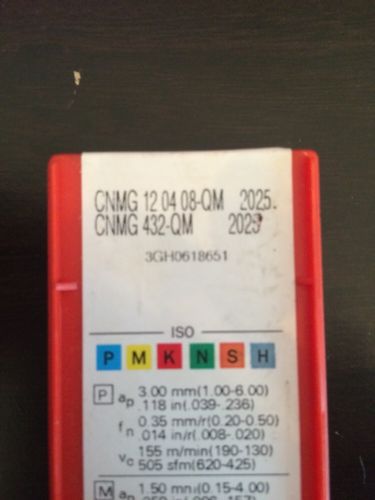 CNMG 12 04 08-QM 2025
CNMG 432-QM 2025
3GH0618651
ISO
P M K N S H
P ap 3.00 mm(1.00-6.00)
.118 in(.039-.236)
fn 0.35 mm/r(0.20-0.50)
.014 in/r(.008-.020)
vc 155 m/min(190-130)
505 sfm(620-425)
M ap 1.50 mm(0.15-4.00)